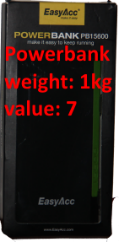 EasyAcc
POWERBANK PB15600
make it easy to keep running
Powerbank
weight: 1kg
value: 7
EasyAcc